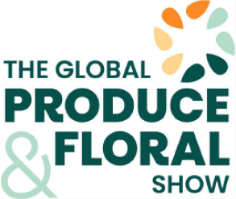 THE GLOBAL
PRODUCE
& FLORAL
SHOW